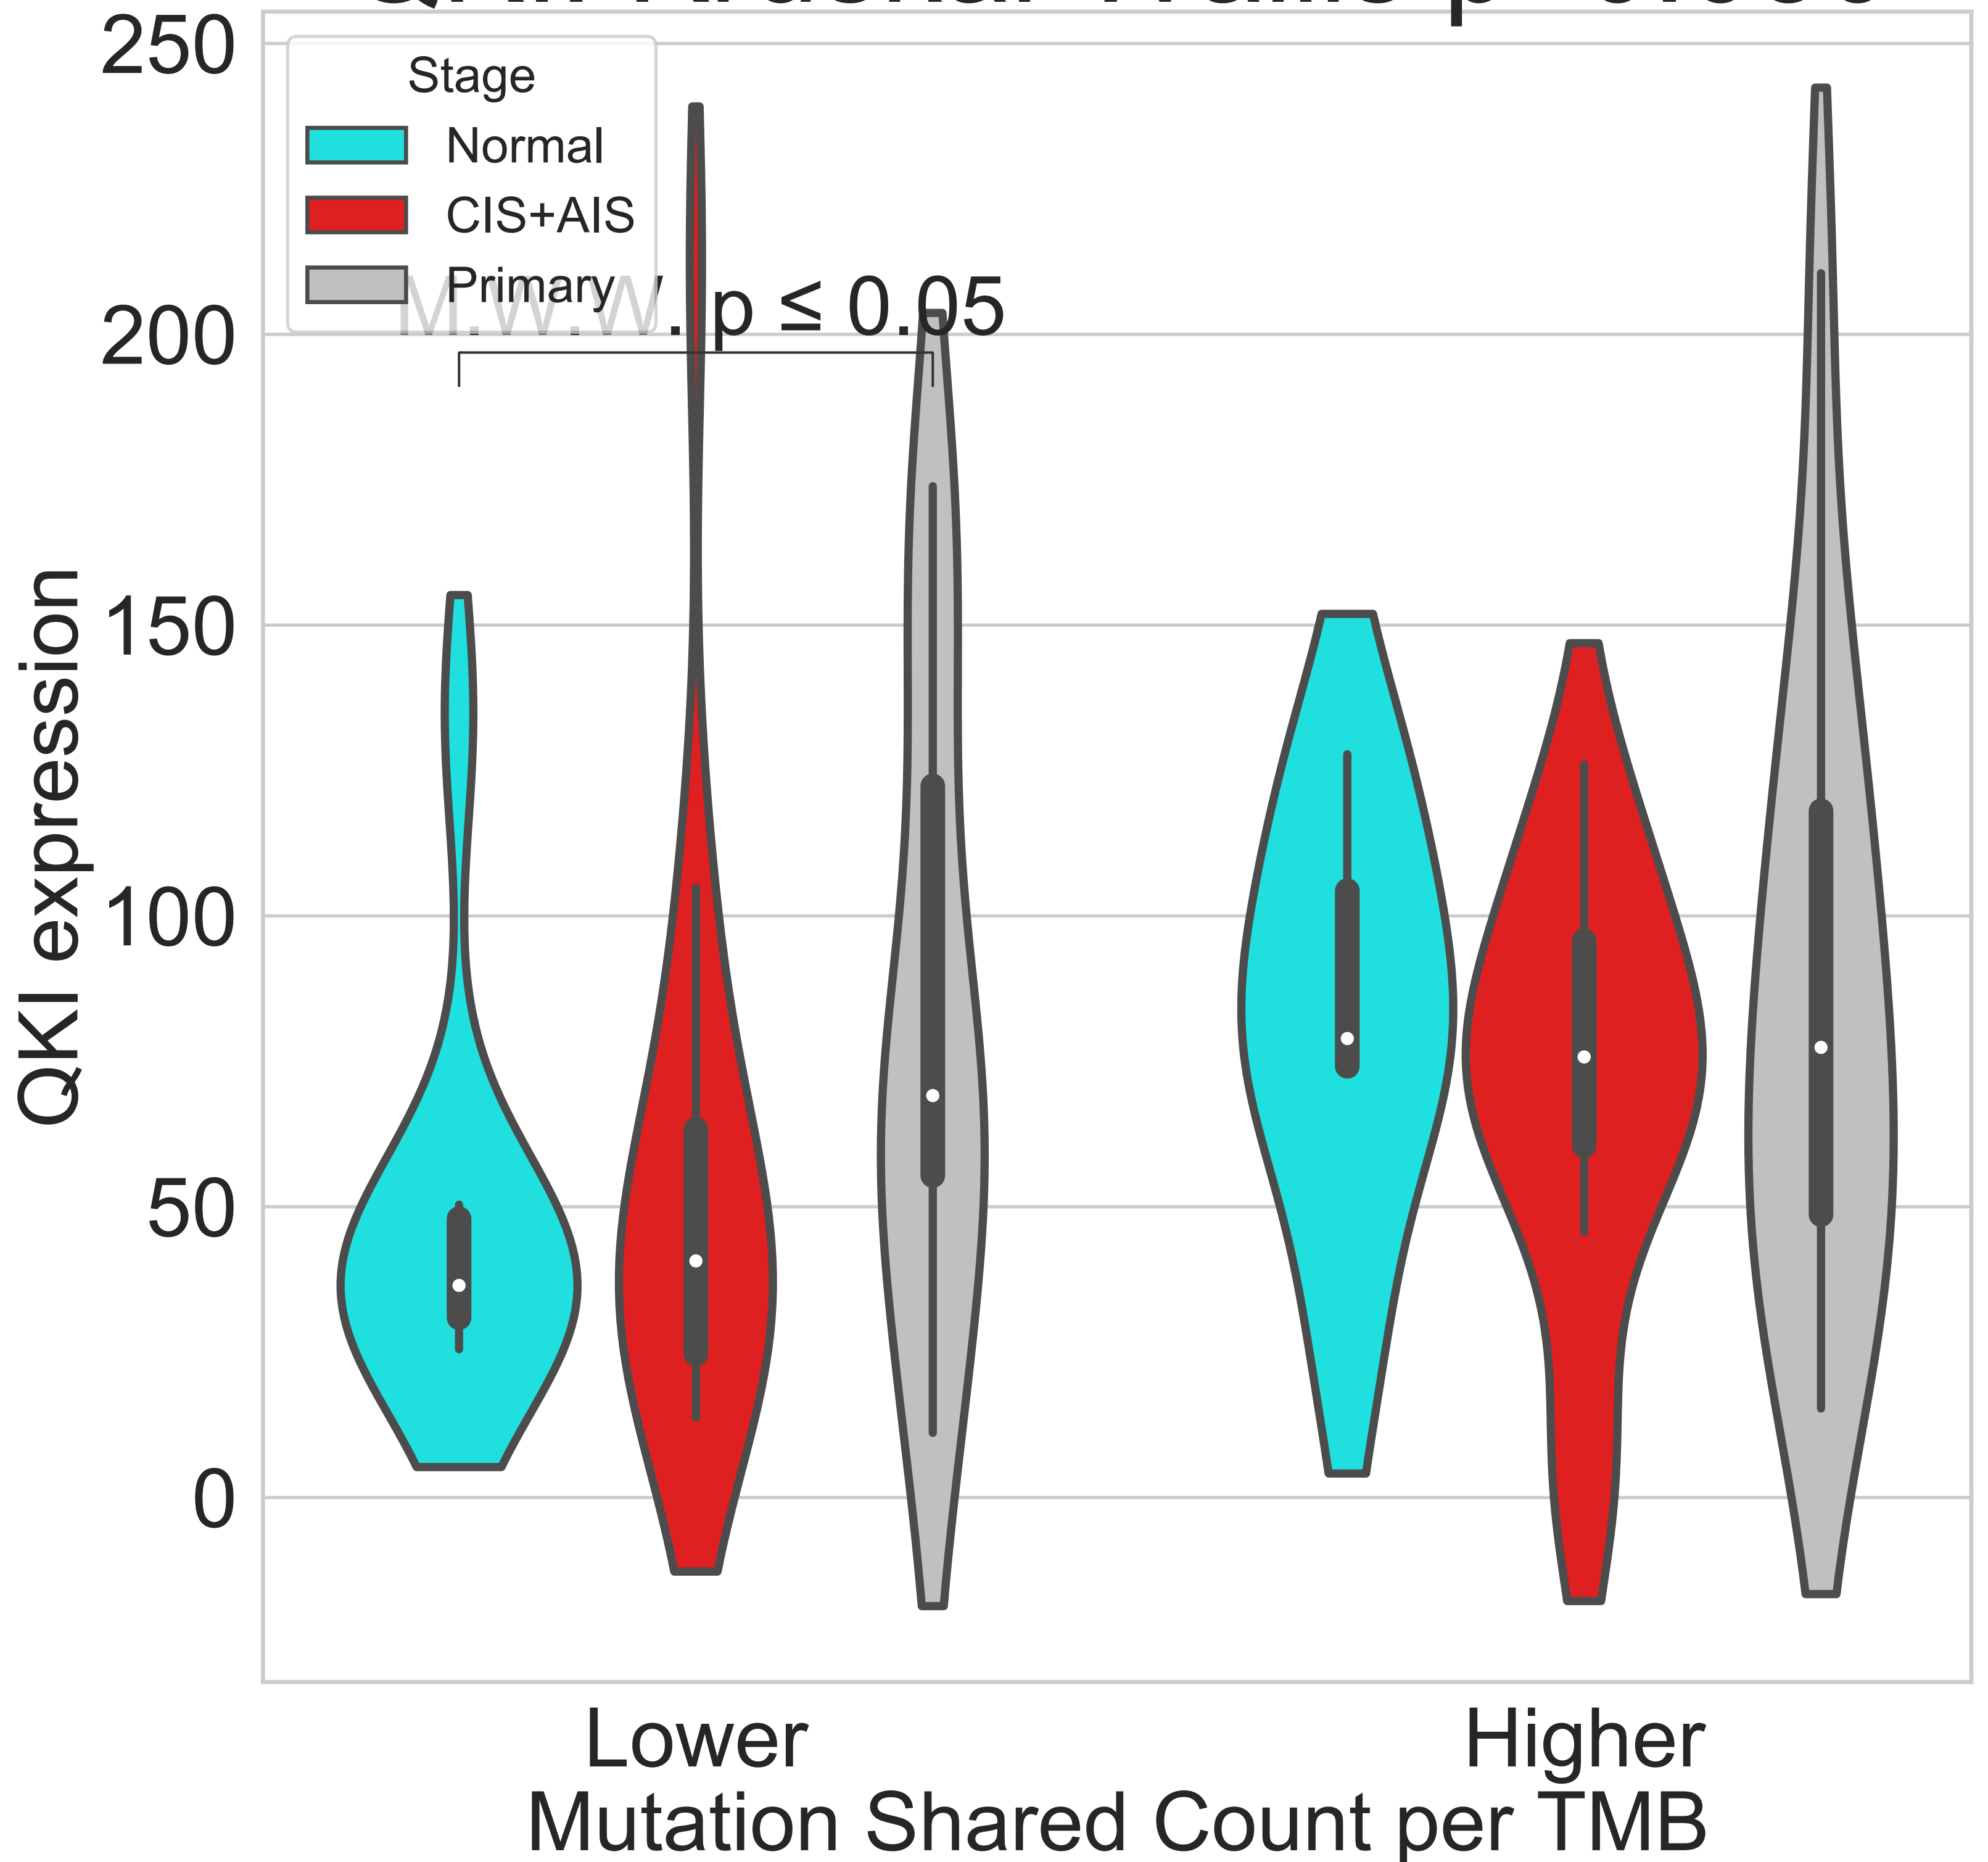 250
200
150
100
50
0
QKI expression
Stage
Normal
CIS+AIS
Primary
M.W.W. p ≤ 0.05
Lower
Higher
Mutation Shared Count per TMB